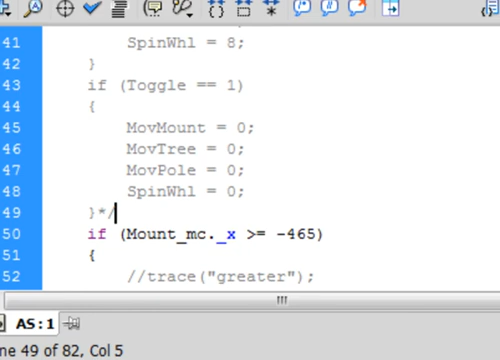 41 SpinWhl = 8;
42 }
43 if (Toggle == 1)
44 {
45 MovMount = 0;
46 MovTree = 0;
47 MovPole = 0;
48 SpinWhl = 0;
49 }*/
50 if (Mount_mc._x >= -465)
51 {
52 //trace("greater");
AS:1
ne 49 of 82, Col 5